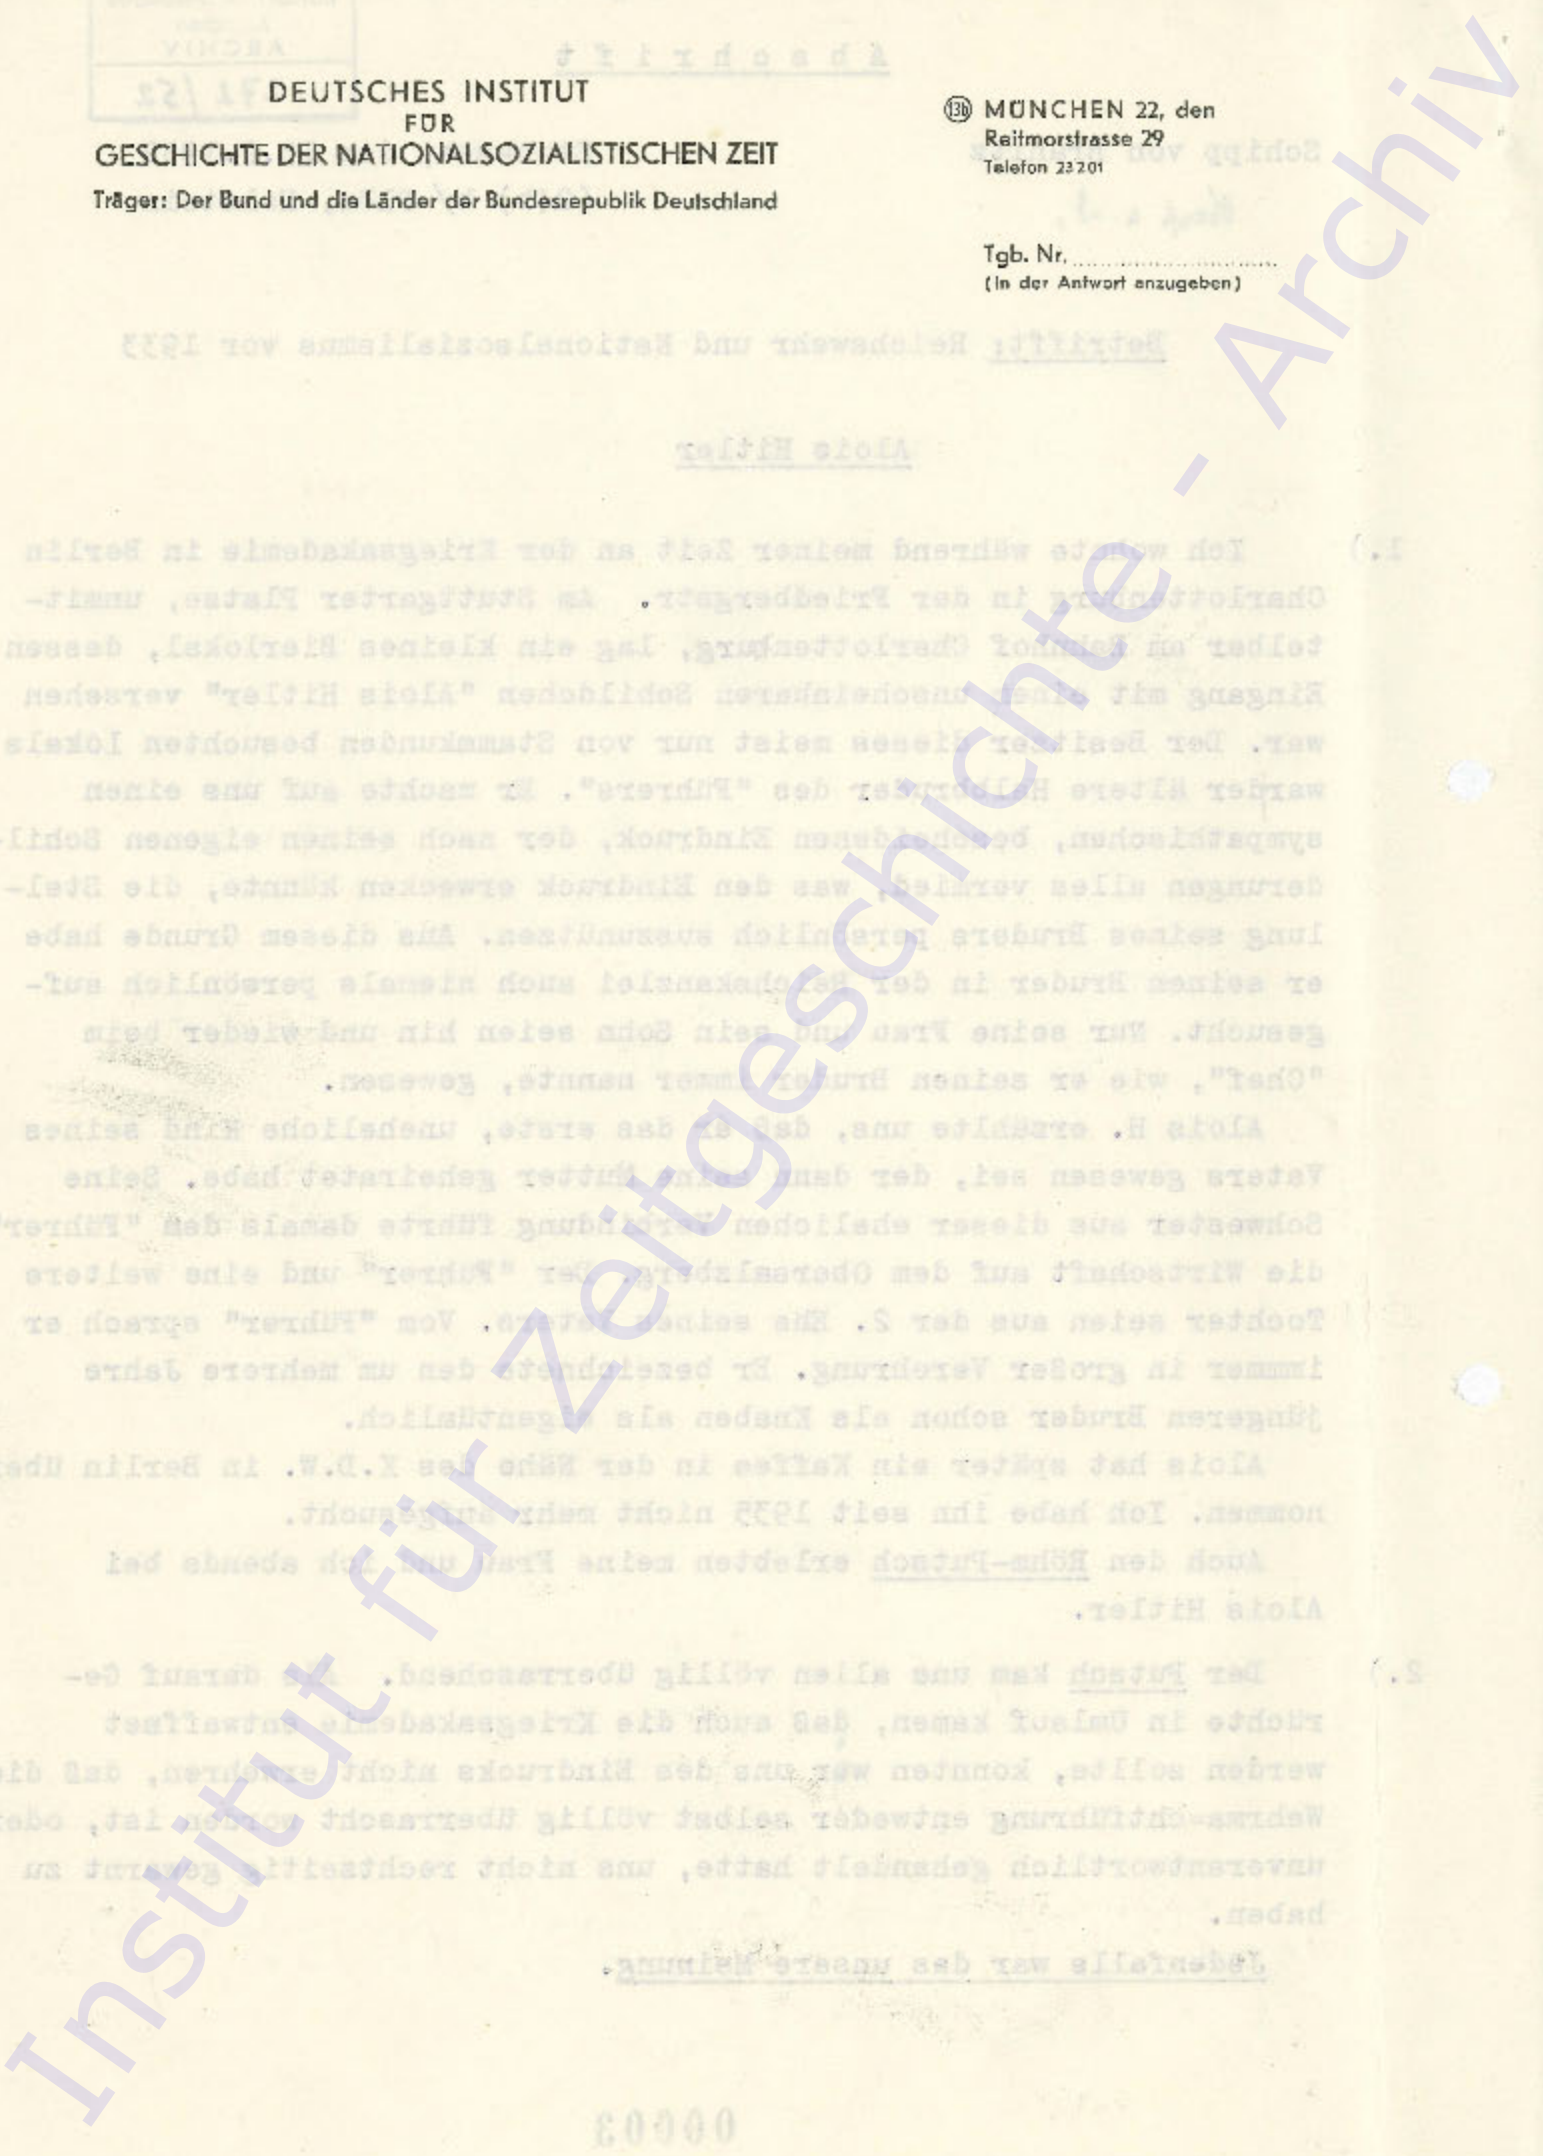 DEUTSCHES INSTITUT
FÜR
GESCHICHTE DER NATIONALSOZIALISTISCHEN ZEIT
Träger: Der Bund und die Länder der Bundesrepublik Deutschland
13b MÜNCHEN 22, den
Reitmorstrasse 29
Telefon 23201
Tgb. Nr.
(In der Antwort anzugeben)
Abschrift
ARCHIV
71/52
Schipp von
Betrifft: Reichswehr und Nationalsozialismus vor 1933
Alois Hitler
1.) Ich wohnte während meiner Zeit an der Kriegsakademie in Berlin
Charlottenburg in der Friedbergstr. Am Stuttgarter Platze, unmit-
telbar am Bahnhof Charlottenburg, lag ein kleines Bierlokal, dessen
Eingang mit einem unscheinbaren Schildchen "Alois Hitler" versehen
war. Der Besitzer dieses meist nur von Stammkunden besuchten Lokals
war der ältere Halbbruder des "Führers". Er machte auf uns einen
sympathischen, bescheidenen Eindruck, der nach seinen eigenen Schil-
derungen alles vermied, was den Eindruck erwecken könnte, die Stel-
lung seines Bruders persönlich auszunützen. Aus diesem Grunde habe
er seinen Bruder in der Reichskanzlei auch niemals persönlich auf-
gesucht. Nur seine Frau und sein Sohn seien hin und wieder beim
"Chef", wie er seinen Bruder immer nannte, gewesen.
Alois H. erzählte uns, daß er das erste, uneheliche Kind seines
Vaters gewesen sei, der dann seine Mutter geheiratet habe. Seine
Schwester aus dieser ehelichen Verbindung führte damals dem "Führer"
die Wirtschaft auf dem Obersalzberg. Der "Führer" und eine weitere
Tochter seien aus der 2. Ehe seines Vaters. Vom "Führer" sprach er
immer in großer Verehrung. Er bezeichnete den um mehrere Jahre
jüngeren Bruder schon als Knaben als eigentümlich.
Alois hat später ein Kaffee in der Nähe des K.D.W. in Berlin über
nommen. Ich habe ihn seit 1935 nicht mehr aufgesucht.
Auch den Röhm-Putsch erlebten meine Frau und ich abends bei
Alois Hitler.
2.) Der Putsch kam uns allen völlig überraschend. Als darauf Ge-
rüchte in Umlauf kamen, daß auch die Kriegsakademie entwaffnet
werden sollte, konnten wir uns des Eindrucks nicht erwehren, daß die
Wehrmachtführung entweder selbst völlig überrascht worden ist, oder
unverantwortlich gehandelt hatte, uns nicht rechtzeitig gewarnt zu
haben.
Jedenfalls war das unsere Meinung.
00003
Institut für Zeitgeschichte - Archiv